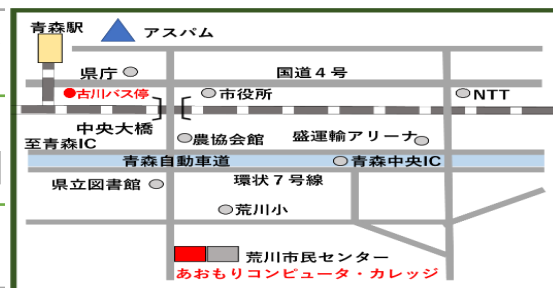 青森駅
アスパム
県庁
国道４号
古川バス停
市役所
NTT
中央大橋
農協会館
盛運輸アリーナ
至青森IC
青森自動車道
青森中央IC
県立図書館
環状７号線
荒川小
荒川市民センター
あおもりコンピュータ・カレッジ